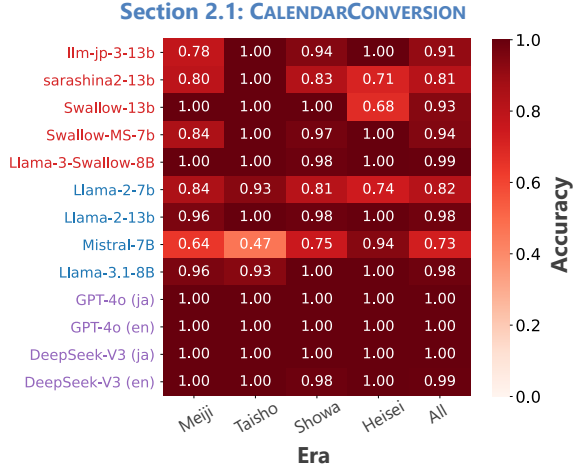 Section 2.1: CALENDARCONVERSION
llm-jp-3-13b 0.78 1.00 0.94 1.00 0.91
sarashina2-13b 0.80 1.00 0.83 0.71 0.81
Swallow-13b 1.00 1.00 1.00 0.68 0.93
Swallow-MS-7b 0.84 1.00 0.97 1.00 0.94
Llama-3-Swallow-8B 1.00 1.00 0.98 1.00 0.99
Llama-2-7b 0.84 0.93 0.81 0.74 0.82
Llama-2-13b 0.96 1.00 0.98 1.00 0.98
Mistral-7B 0.64 0.47 0.75 0.94 0.73
Llama-3.1-8B 0.96 0.93 1.00 1.00 0.98
GPT-4o (ja) 1.00 1.00 1.00 1.00 1.00
GPT-4o (en) 1.00 1.00 1.00 1.00 1.00
DeepSeek-V3 (ja) 1.00 1.00 1.00 1.00 1.00
DeepSeek-V3 (en) 1.00 1.00 0.98 1.00 0.99
Meiji Taisho Showa Heisei All
Era
1.0
0.8
0.6
0.4
0.2
0.0
Accuracy